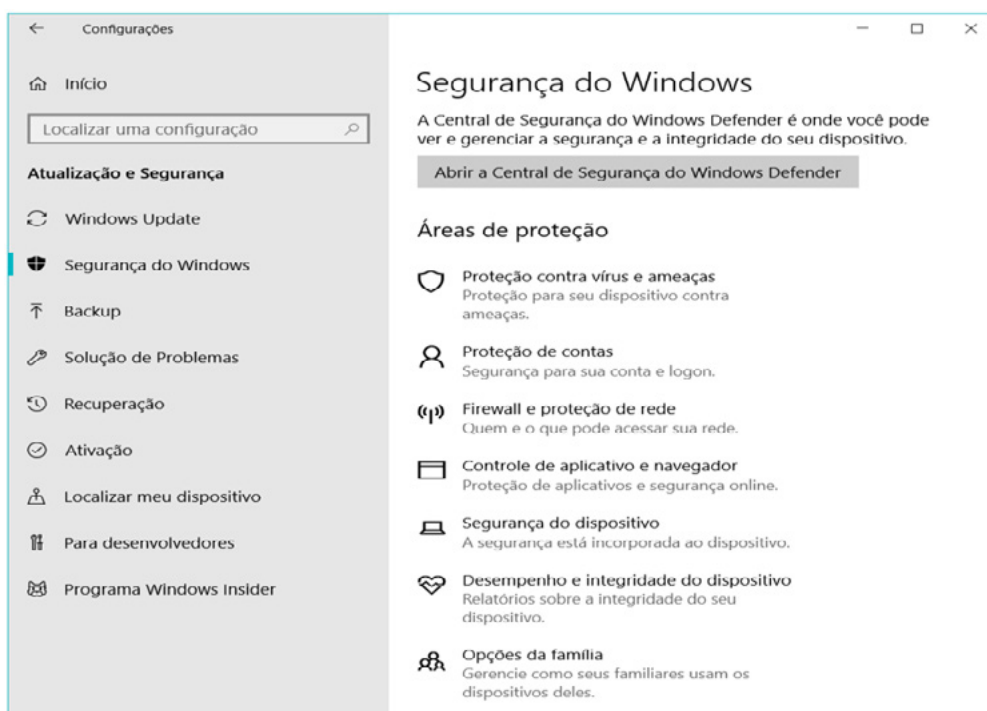 Configurações
Início
Localizar uma configuração
Atualização e Segurança
Windows Update
Segurança do Windows
Backup
Solução de Problemas
Recuperação
Ativação
Localizar meu dispositivo
Para desenvolvedores
Programa Windows Insider
Segurança do Windows
A Central de Segurança do Windows Defender é onde você pode
ver e gerenciar a segurança e a integridade do seu dispositivo.
Abrir a Central de Segurança do Windows Defender
Áreas de proteção
Proteção contra vírus e ameaças
Proteção para seu dispositivo contra
ameaças.
Proteção de contas
Segurança para sua conta e logon.
Firewall e proteção de rede
Quem e o que pode acessar sua rede.
Controle de aplicativo e navegador
Proteção de aplicativos e segurança online.
Segurança do dispositivo
A segurança está incorporada ao dispositivo.
Desempenho e integridade do dispositivo
Relatórios sobre a integridade do seu
dispositivo.
Opções da família
Gerencie como seus familiares usam os
dispositivos deles.